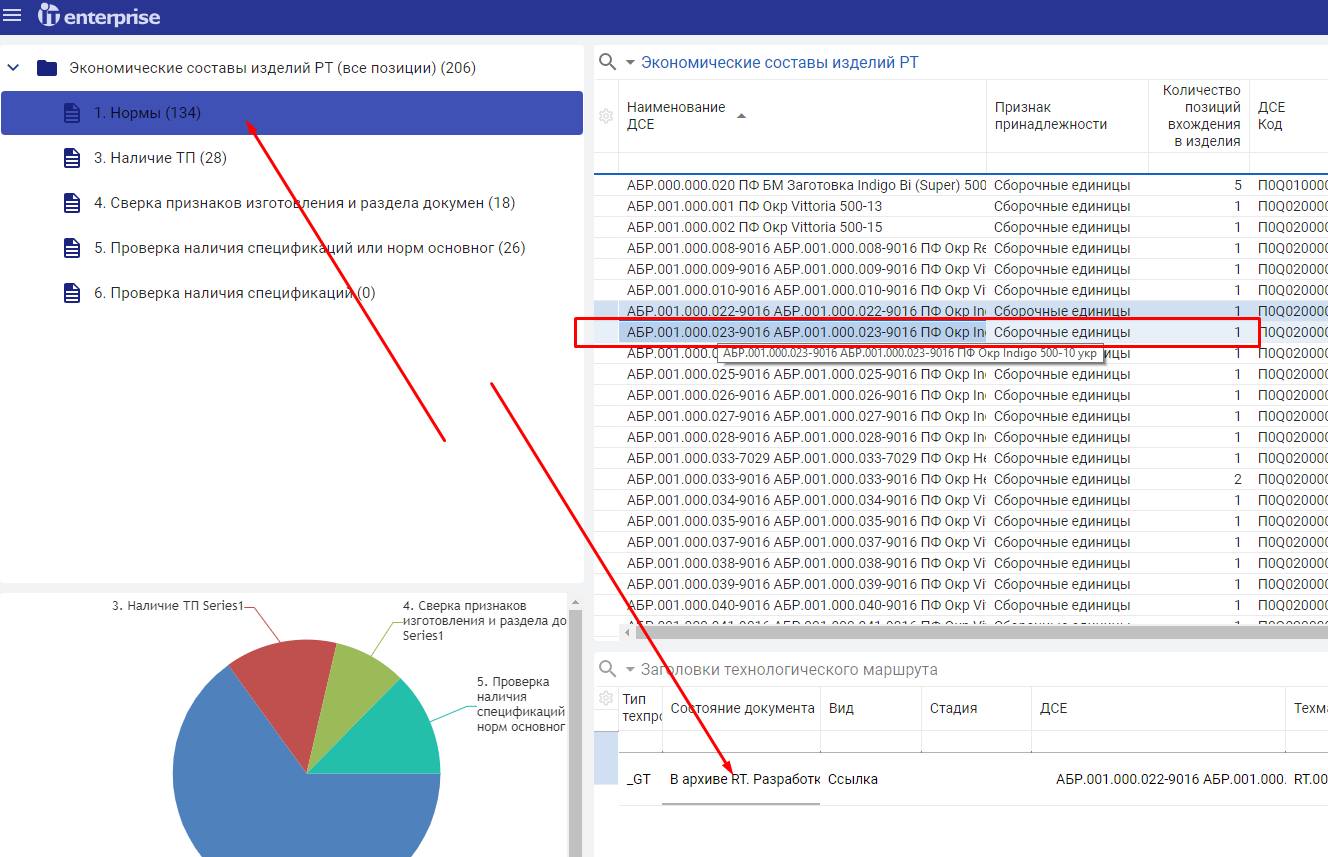 enterprise
Экономические составы изделий РТ (все позиции) (206)
1. Нормы (134)
3. Наличие ТП (28)
4. Сверка признаков изготовления и раздела докумен (18)
5. Проверка наличия спецификаций или норм основног (26)
6. Проверка наличия спецификации (0)
3. Наличие ТП Series1
4. Сверка признаков
изготовления и раздела до
Series1
5. Проверка
наличия
спецификаций
норм основног
Экономические составы изделий РТ
Наименование
ДСЕ
Признак
принадлежности
Количество
позиций
вхождения
в изделия
ДСЕ
Код
АБР.000.000.020 ПФ БМ Заготовка Indigo Bi (Super) 500 Сборочные единицы 5 П0Q010000
АБР.001.000.001 ПФ Окр Vittoria 500-13 Сборочные единицы 1 П0Q020000
АБР.001.000.002 ПФ Окр Vittoria 500-15 Сборочные единицы 1 П0Q020000
АБР.001.000.008-9016 АБР.001.000.008-9016 ПФ Окр Re Сборочные единицы 1 П0Q020000
АБР.001.000.009-9016 АБР.001.000.009-9016 ПФ Окр Vi Сборочные единицы 1 П0Q020000
АБР.001.000.010-9016 АБР.001.000.010-9016 ПФ Окр Vi Сборочные единицы 1 П0Q020000
АБР.001.000.022-9016 АБР.001.000.022-9016 ПФ Окр In Сборочные единицы 1 П0Q020000
АБР.001.000.023-9016 АБР.001.000.023-9016 ПФ Окр In Сборочные единицы 1 П0Q020000
АБР.001.000.0 АБР.001.000.023-9016 АБР.001.000.023-9016 ПФ Окр Indigo 500-10 укр ницы 1 П0Q020000
АБР.001.000.025-9016 АБР.001.000.025-9016 ПФ Окр In Сборочные единицы 1 П0Q020000
АБР.001.000.026-9016 АБР.001.000.026-9016 ПФ Окр In Сборочные единицы 1 П0Q020000
АБР.001.000.027-9016 АБР.001.000.027-9016 ПФ Окр In Сборочные единицы 1 П0Q020000
АБР.001.000.028-9016 АБР.001.000.028-9016 ПФ Окр In Сборочные единицы 1 П0Q020000
АБР.001.000.033-7029 АБР.001.000.033-7029 ПФ Окр Не Сборочные единицы 1 П0Q020000
АБР.001.000.033-9016 АБР.001.000.033-9016 ПФ Окр Не Сборочные единицы 2 П0Q020000
АБР.001.000.034-9016 АБР.001.000.034-9016 ПФ Окр Vi Сборочные единицы 1 П0Q020000
АБР.001.000.035-9016 АБР.001.000.035-9016 ПФ Окр Vi Сборочные единицы 1 П0Q020000
АБР.001.000.037-9016 АБР.001.000.037-9016 ПФ Окр Vi Сборочные единицы 1 П0Q020000
АБР.001.000.038-9016 АБР.001.000.038-9016 ПФ Окр Vi Сборочные единицы 1 П0Q020000
АБР.001.000.039-9016 АБР.001.000.039-9016 ПФ Окр Vi Сборочные единицы 1 П0Q020000
АБР.001.000.040-9016 АБР.001.000.040-9016 ПФ Окр Vi Сборочные единицы 1 П0Q020000
Заголовки технологического маршрута
Тип
техпро
Состояние документа
Вид
Стадия
ДСЕ
Техма
_GT В архиве RT. Разработк Ссылка АБР.001.000.022-9016 АБР.001.000. RT.00